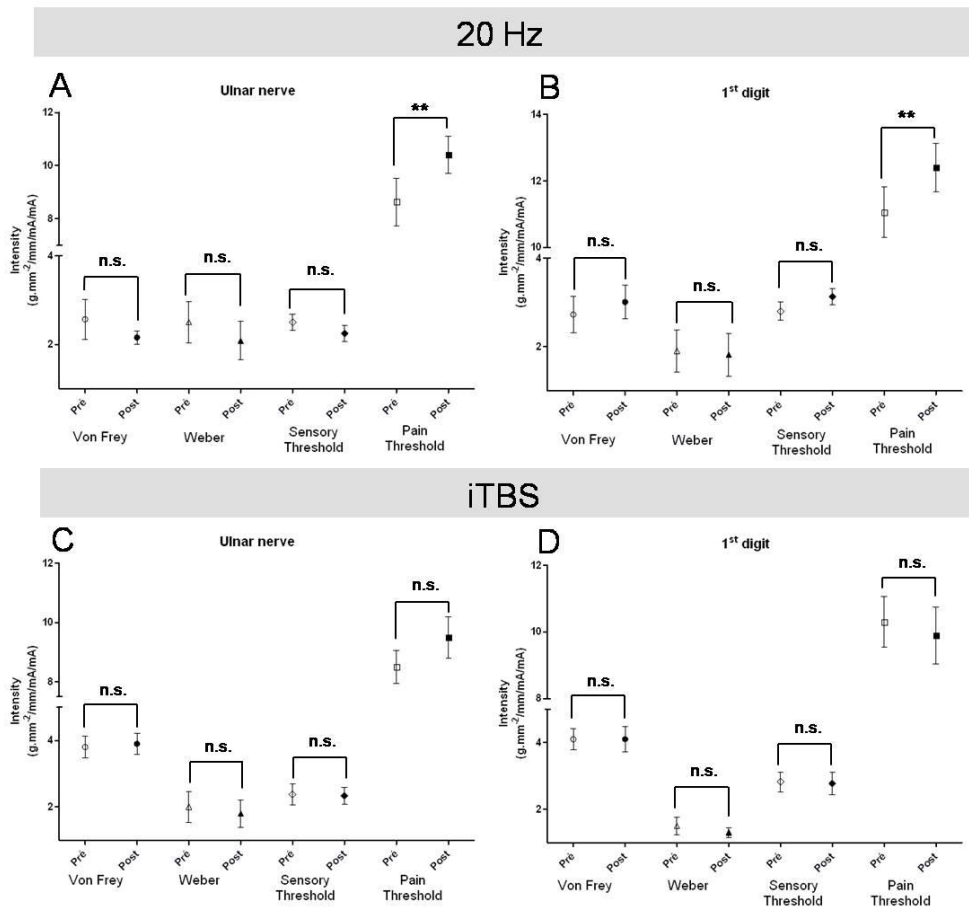 20 Hz
A
Ulnar nerve
Intensity
(g.mm-2/mm/mA/mA)
12
10
8
4
2
n.s.
n.s.
n.s.
**
Pré Post Pré Post Pré Post Pré Post
Von Frey Weber Sensory Threshold Pain Threshold
B
1st digit
Intensity
(g.mm-2/mm/mA/mA)
14
12
10
4
2
n.s.
n.s.
n.s.
**
Pré Post Pré Post Pré Post Pré Post
Von Frey Weber Sensory Threshold Pain Threshold
iTBS
C
Ulnar nerve
Intensity
(g.mm-2/mm/mA/mA)
12
10
8
6
4
2
n.s.
n.s.
n.s.
n.s.
Pré Post Pré Post Pré Post Pré Post
Von Frey Weber Sensory Threshold Pain Threshold
D
1st digit
Intensity
(g.mm-2/mm/mA/mA)
12
10
8
4
2
n.s.
n.s.
n.s.
n.s.
Pré Post Pré Post Pré Post Pré Post
Von Frey Weber Sensory Threshold Pain Threshold